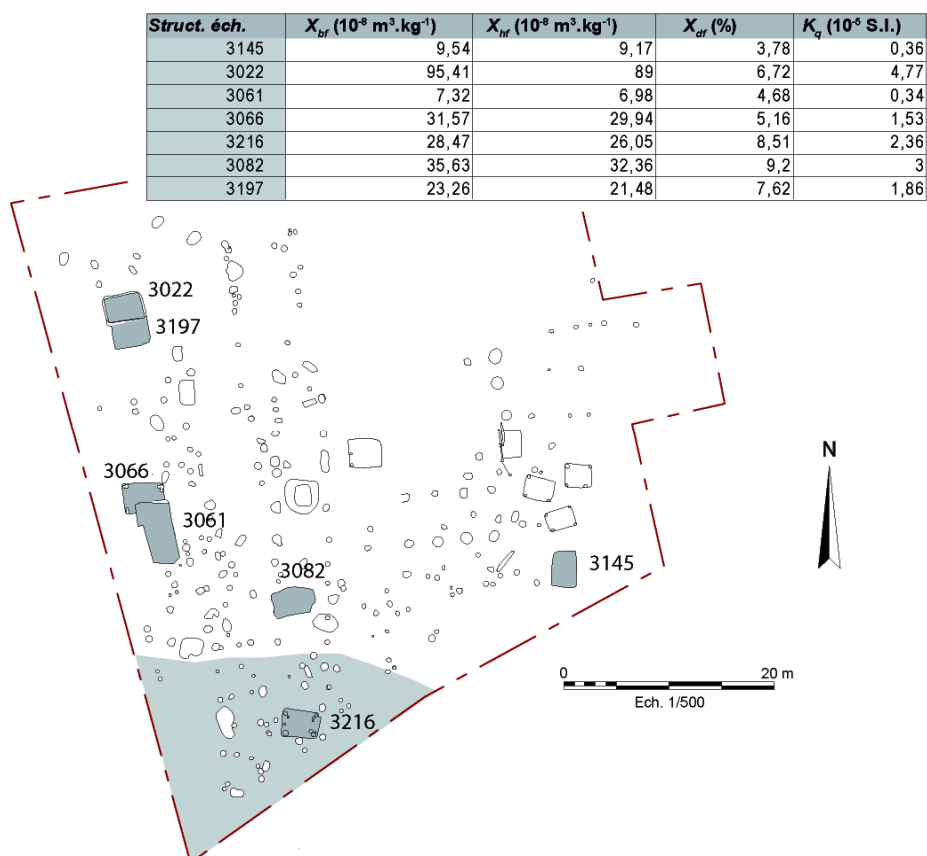 Struct. éch. X_bf (10⁻⁸ m³.kg⁻¹) X_hf (10⁻⁸ m³.kg⁻¹) X_df (%) K_q (10⁻⁵ S.I.)
3145 9,54 9,17 3,78 0,36
3022 95,41 89 6,72 4,77
3061 7,32 6,98 4,68 0,34
3066 31,57 29,94 5,16 1,53
3216 28,47 26,05 8,51 2,36
3082 35,63 32,36 9,2 3
3197 23,26 21,48 7,62 1,86
3022
3197
3066
3061
3082
3145
3216
N
0 20 m
Ech. 1/500